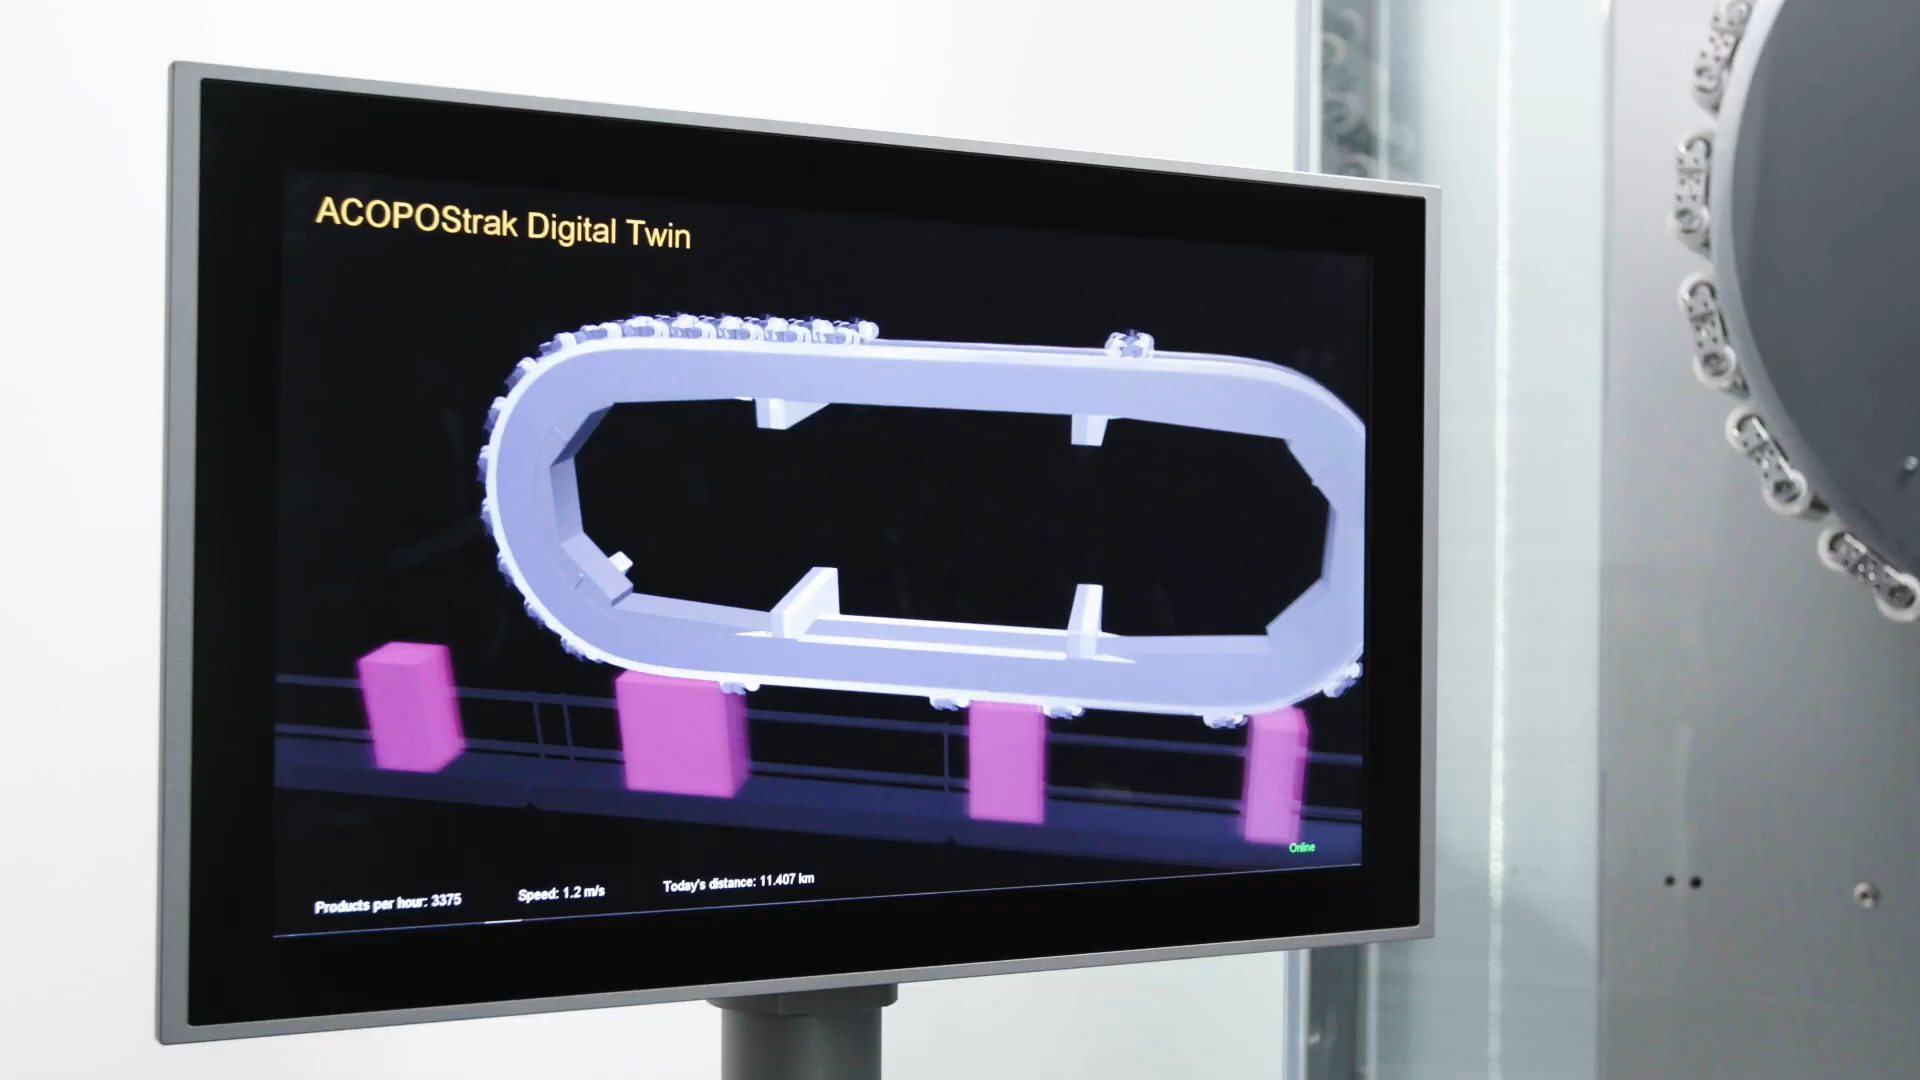 ACOPOStrak Digital Twin
Online
Products per hour: 3375
Speed: 1.2 m/s
Today's distance: 11.407 km